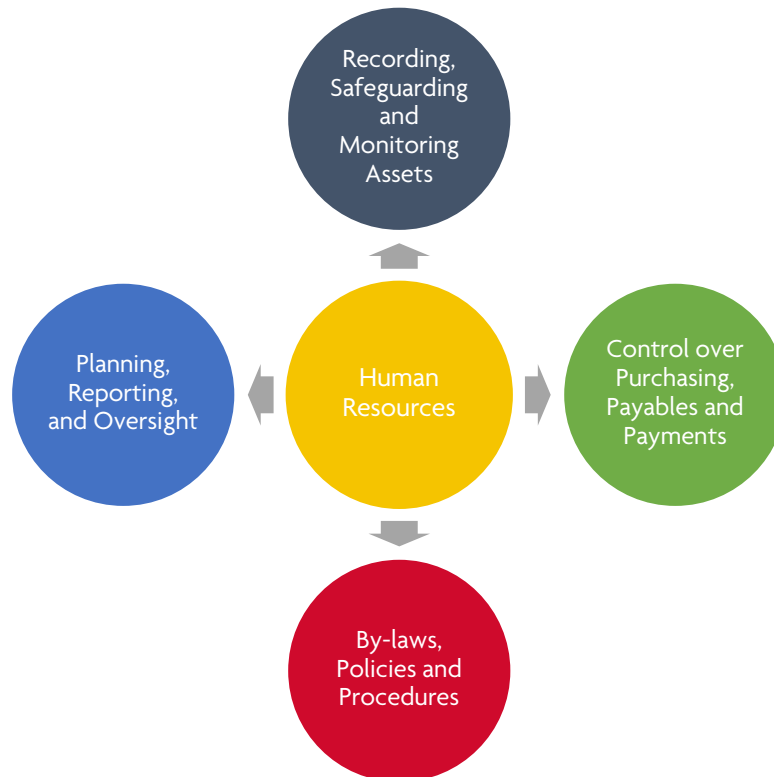 Recording,
Safeguarding
and
Monitoring
Assets
Planning,
Reporting,
and Oversight
Human
Resources
Control over
Purchasing,
Payables and
Payments
By-laws,
Policies and
Procedures